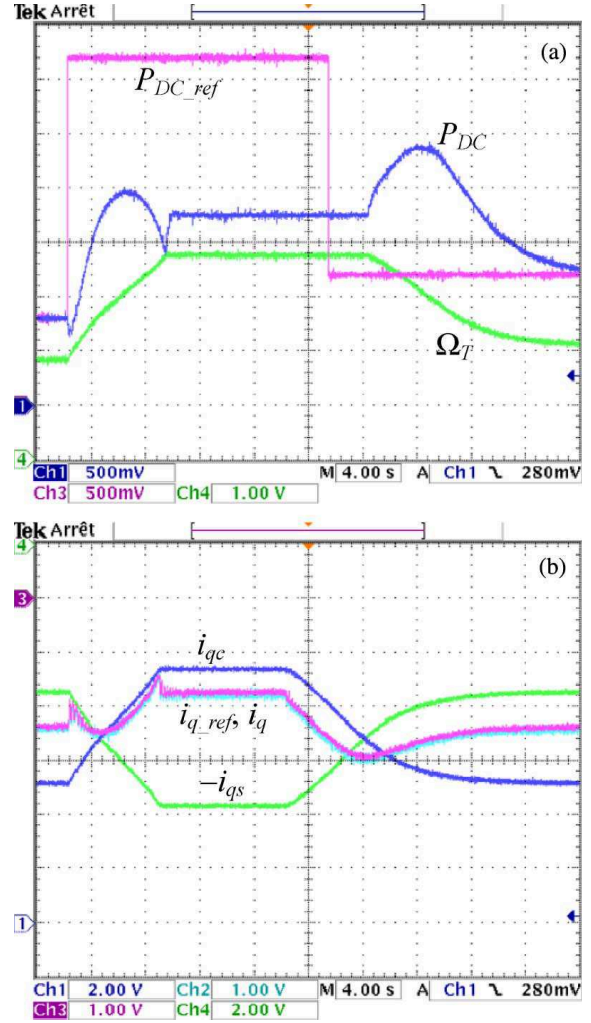 Tek Arrêt
(a)
P_DC_ref
P_DC
Ω_T
1
4
Ch1 500mV M 4.00 s A Ch1 280mV
Ch3 500mV Ch4 1.00 V
Tek Arrêt
4
(b)
3
i_qc
i_q_ref, i_q
−i_qs
1
Ch1 2.00 V Ch2 1.00 V M 4.00 s A Ch1 280mV
Ch3 1.00 V Ch4 2.00 V